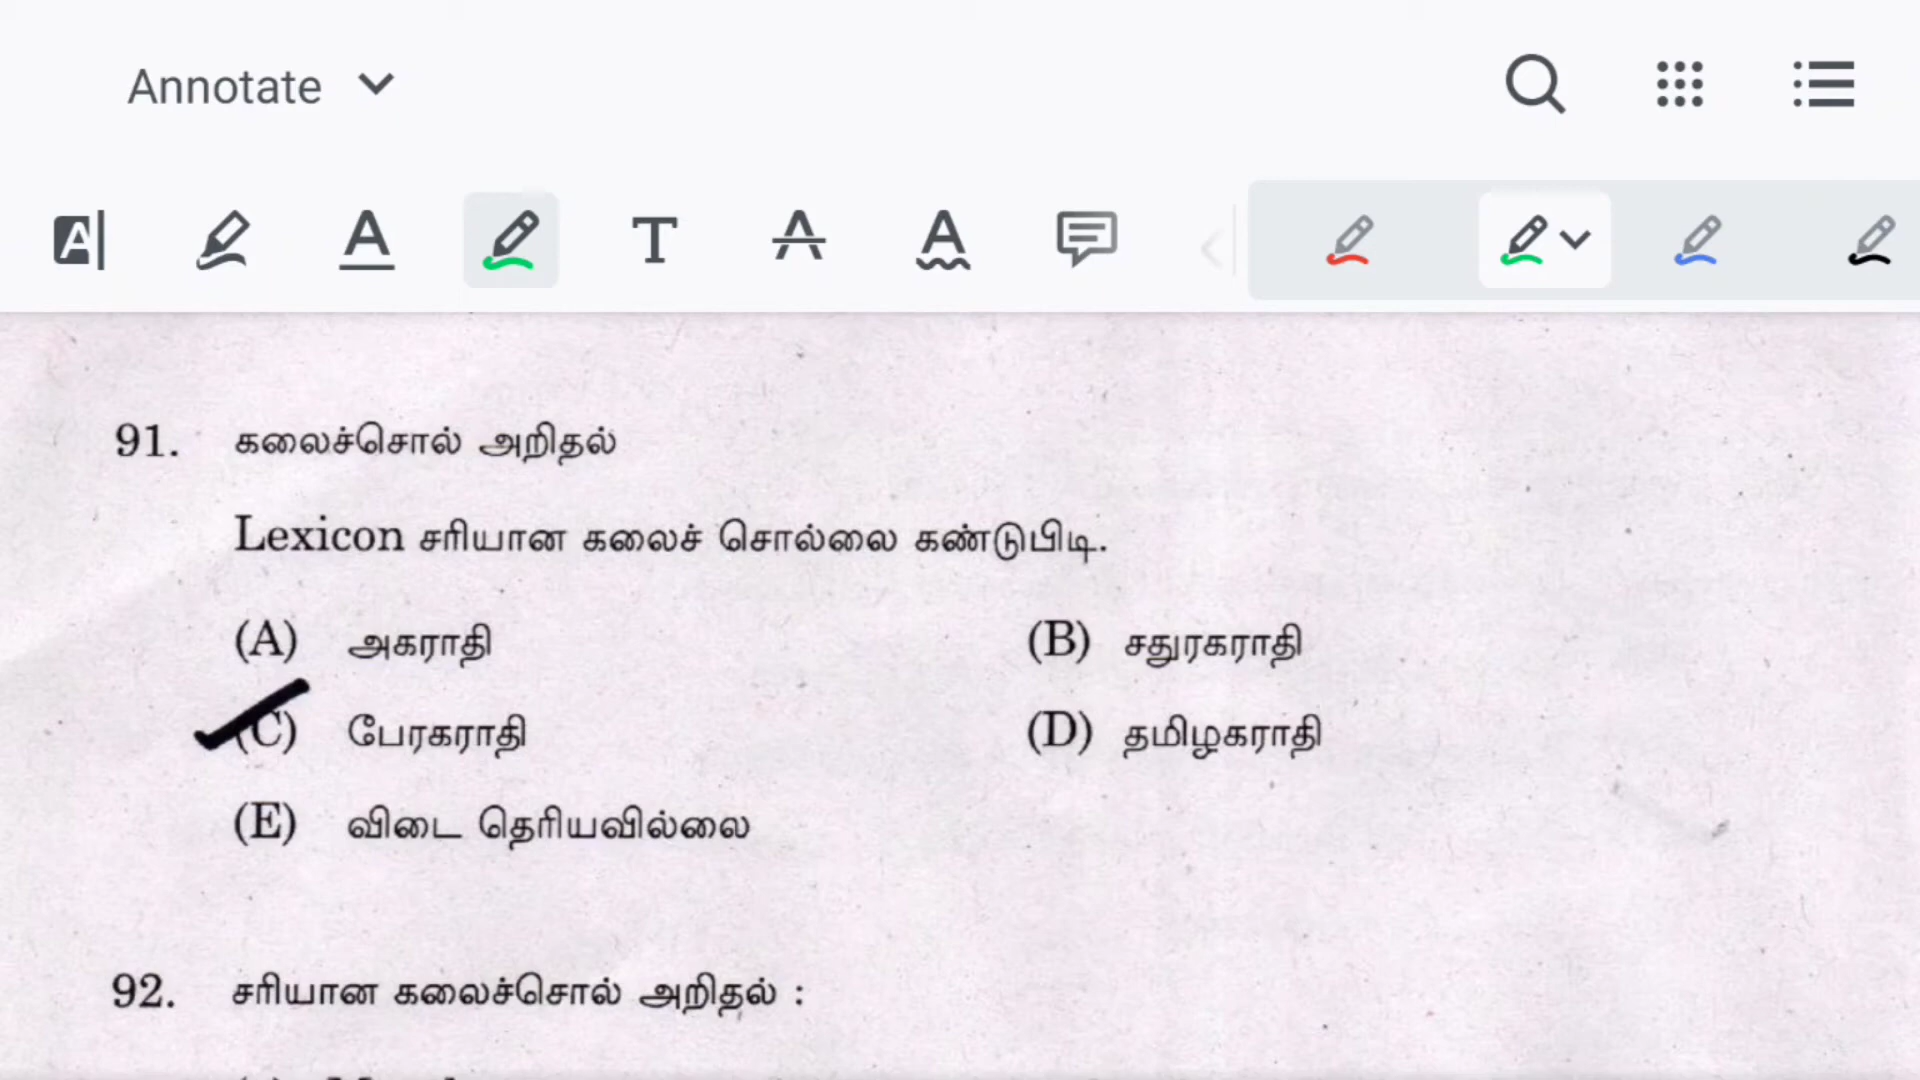 Annotate
91. கலைச்சொல் அறிதல்
Lexicon சரியான கலைச் சொல்லை கண்டுபிடி.
(A) அகராதி
(B) சதுரகராதி
(C) பேரகராதி
(D) தமிழகராதி
(E) விடை தெரியவில்லை
92. சரியான கலைச்சொல் அறிதல் :